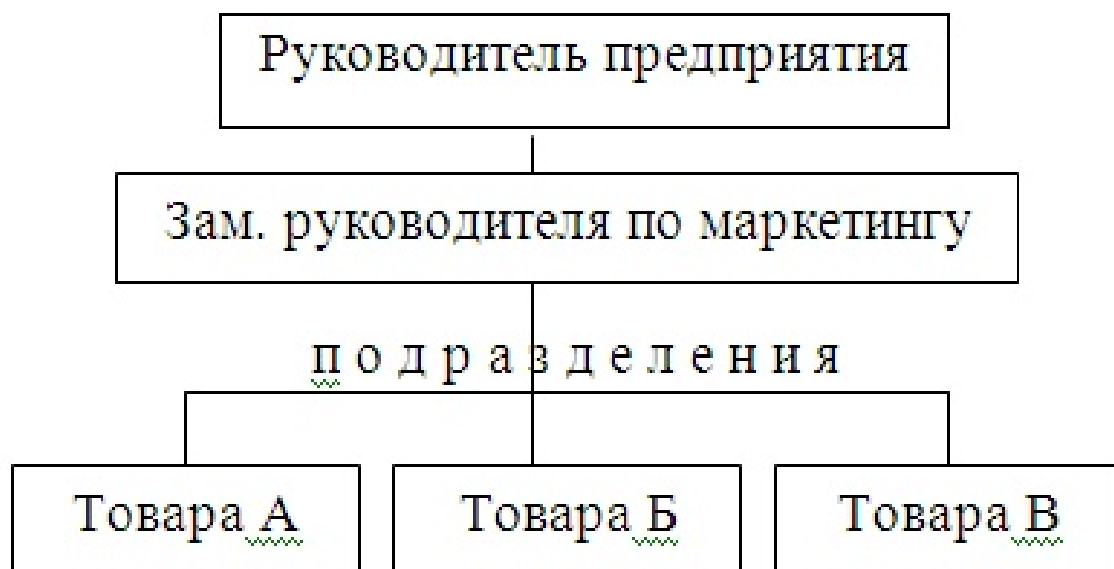 Руководитель предприятия
Зам. руководителя по маркетингу
п о д р а з д е л е н и я
Товара А Товара Б Товара В